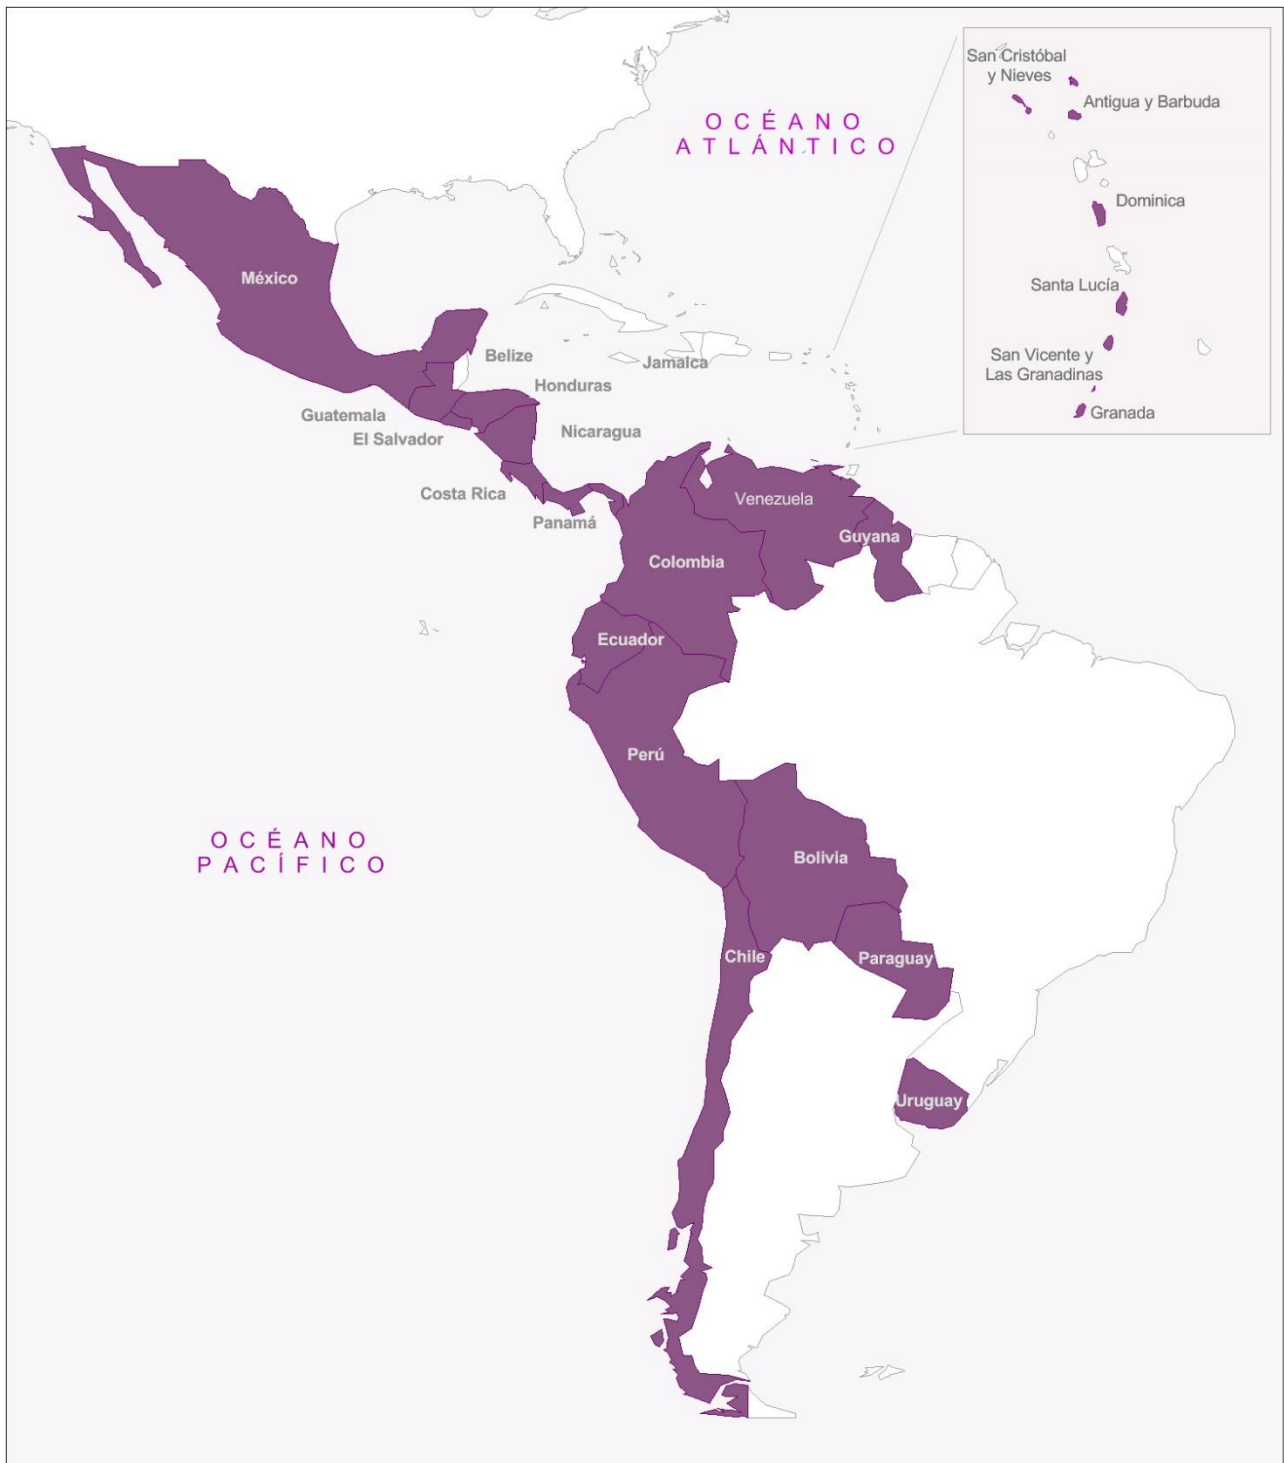 San Cristóbal
y Nieves
Antigua y Barbuda
OCÉANO
ATLÁNTICO
Dominica
México
Santa Lucía
Belize
Jamaica
San Vicente y
Las Granadinas
Honduras
Guatemala
Granada
El Salvador
Nicaragua
Costa Rica
Venezuela
Panamá
Guyana
Colombia
Ecuador
Perú
OCÉANO
PACÍFICO
Bolivia
Chile
Paraguay
Uruguay